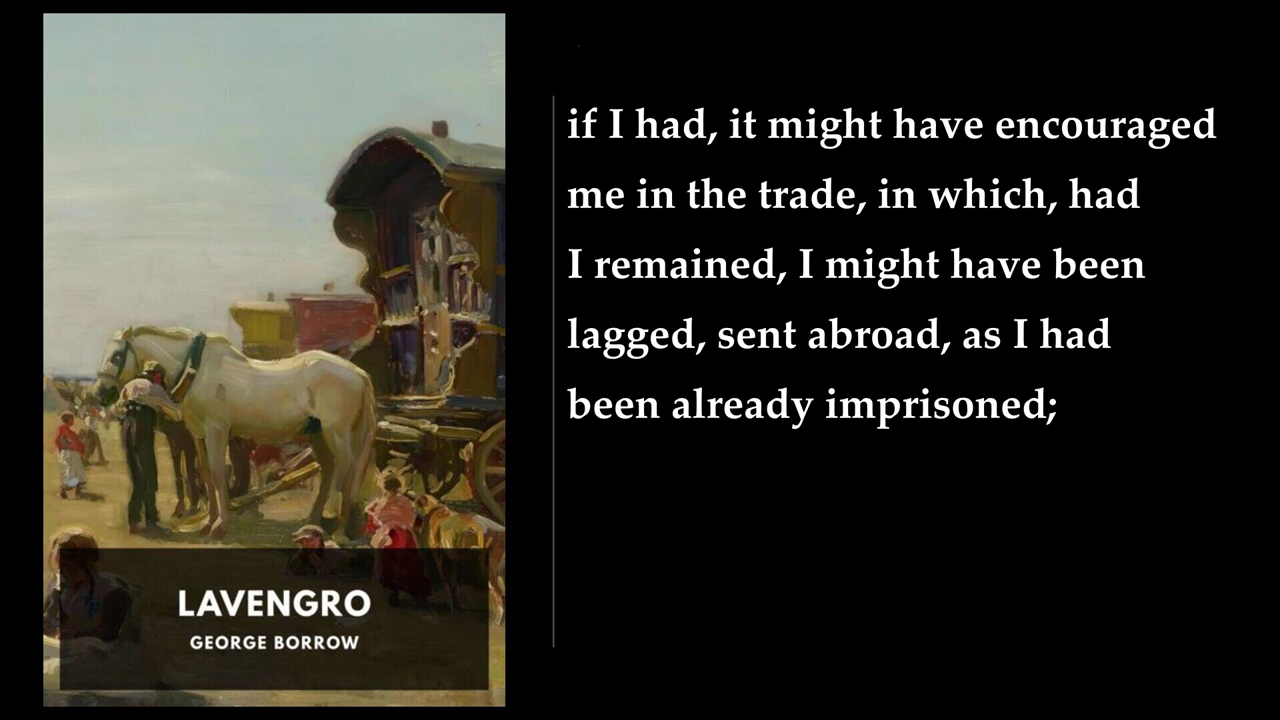 if I had, it might have encouraged
me in the trade, in which, had
I remained, I might have been
lagged, sent abroad, as I had
been already imprisoned;
LAVENGRO
GEORGE BORROW